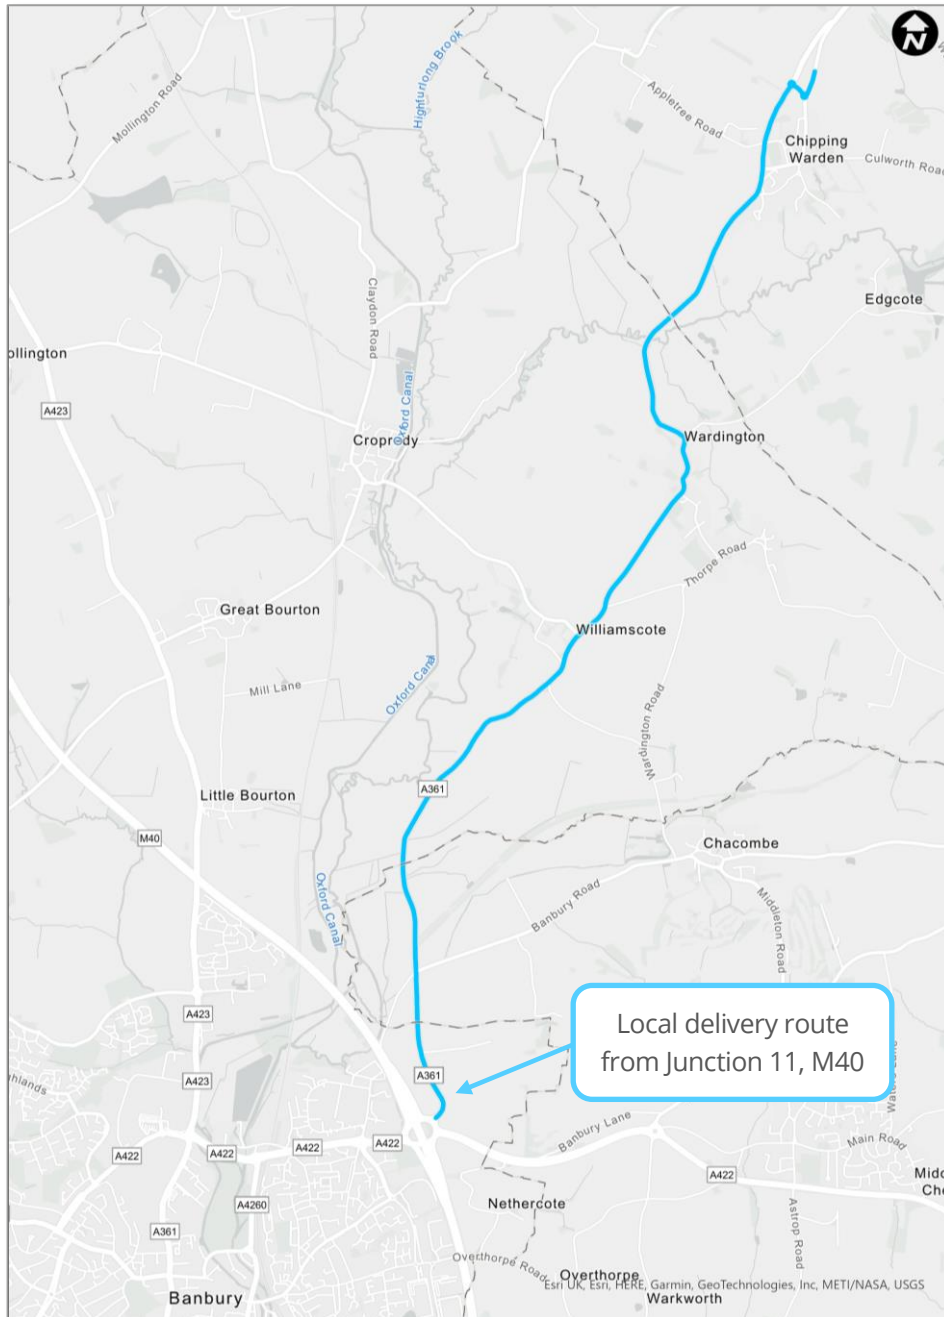 N
Highfurlong Brook
Mollington Road
Appletree Road
Chipping
Warden
Culworth Road
Edgcote
Claydon Road
ollington
A423
Oxford Canal
Cropredy
Wardington
Thorpe Road
Great Bourton
Williamscote
Mill Lane
Oxford Canal
Wardington Road
A361
Little Bourton
M40
Chacombe
Oxford Canal
Banbury Road
Middleton Road
Local delivery route
from Junction 11, M40
A423
A361
A423
hlands
Banbury Lane
Main Road
A422
A422
A422
A422
A422
A4260
Nethercote
Astrop Road
A361
Overthorpe Road
Overthorpe
Esri UK, Esri, HERE, Garmin, GeoTechnologies, Inc, METI/NASA, USGS
Banbury
Warkworth